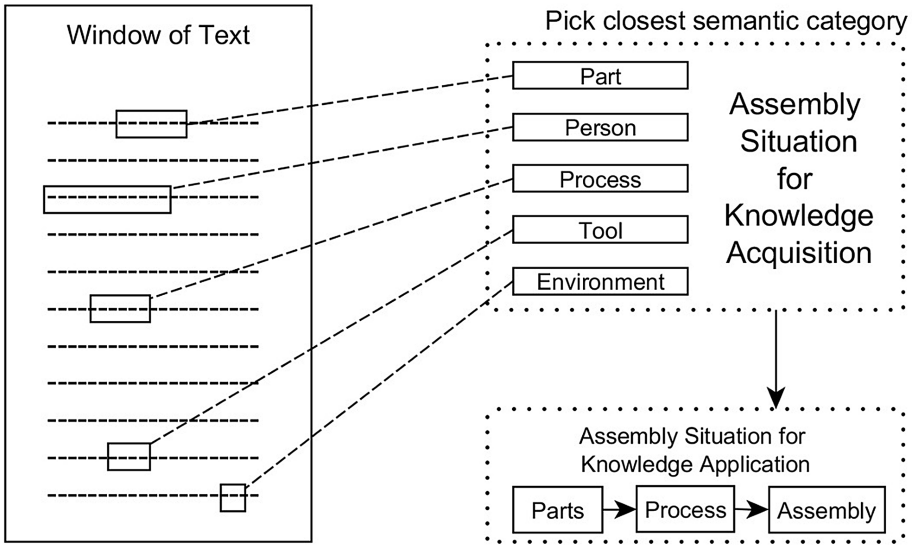 Window of Text
Pick closest semantic category
Part
Person
Process
Tool
Environment
Assembly
Situation
for
Knowledge
Acquisition
Assembly Situation for
Knowledge Application
Parts
Process
Assembly